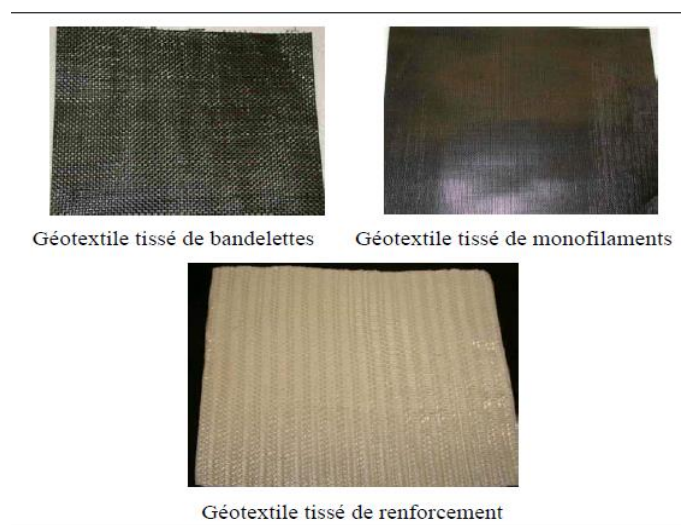 Géotextile tissé de bandelettes
Géotextile tissé de monofilaments
Géotextile tissé de renforcement